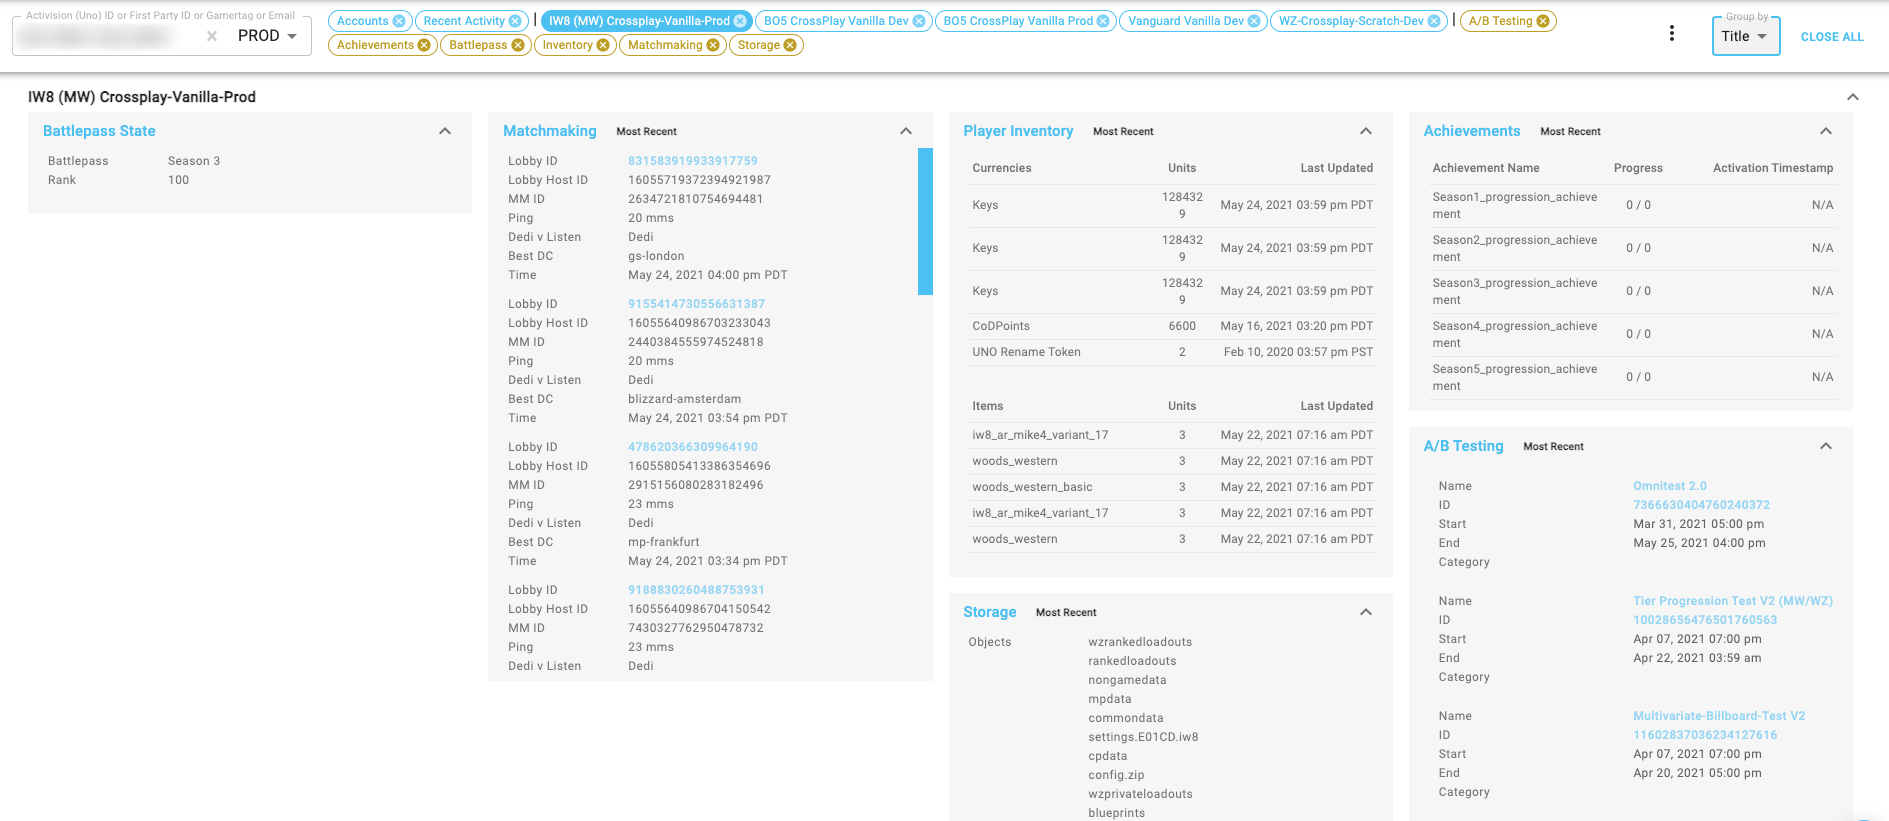 Activision (Uno) ID or First Party ID or Gamertag or Email
PROD
Accounts Recent Activity | IW8 (MW) Crossplay-Vanilla-Prod BO5 CrossPlay Vanilla Dev BO5 CrossPlay Vanilla Prod Vanguard Vanilla Dev WZ-Crossplay-Scratch-Dev | A/B Testing
Achievements Battlepass Inventory Matchmaking Storage
Group by
Title
CLOSE ALL
IW8 (MW) Crossplay-Vanilla-Prod
Battlepass State
Battlepass Season 3
Rank 100
Matchmaking Most Recent
Lobby ID 831583919933917759
Lobby Host ID 16055719372394921987
MM ID 2634721810754694481
Ping 20 mms
Dedi v Listen Dedi
Best DC gs-london
Time May 24, 2021 04:00 pm PDT
Lobby ID 9155414730556631387
Lobby Host ID 16055640986703233043
MM ID 2440384555974524818
Ping 20 mms
Dedi v Listen Dedi
Best DC blizzard-amsterdam
Time May 24, 2021 03:54 pm PDT
Lobby ID 478620366309964190
Lobby Host ID 16055805413386354696
MM ID 2915156080283182496
Ping 23 mms
Dedi v Listen Dedi
Best DC mp-frankfurt
Time May 24, 2021 03:34 pm PDT
Lobby ID 9188830260488753931
Lobby Host ID 16055640986704150542
MM ID 7430327762950478732
Ping 23 mms
Dedi v Listen Dedi
Player Inventory Most Recent
Currencies Units Last Updated
Keys 128432 May 24, 2021 03:59 pm PDT
9
Keys 128432 May 24, 2021 03:59 pm PDT
9
Keys 128432 May 24, 2021 03:59 pm PDT
9
CoDPoints 6600 May 16, 2021 03:20 pm PDT
UNO Rename Token 2 Feb 10, 2020 03:57 pm PST
Items Units Last Updated
iw8_ar_mike4_variant_17 3 May 22, 2021 07:16 am PDT
woods_western 3 May 22, 2021 07:16 am PDT
woods_western_basic 3 May 22, 2021 07:16 am PDT
iw8_ar_mike4_variant_17 3 May 22, 2021 07:16 am PDT
woods_western 3 May 22, 2021 07:16 am PDT
Storage Most Recent
Objects wzrankedloadouts
rankedloadouts
nongamedata
mpdata
commondata
settings.E01CD.iw8
cpdata
config.zip
wzprivateloadouts
blueprints
Achievements Most Recent
Achievement Name Progress Activation Timestamp
Season1_progression_achieve 0 / 0 N/A
ment
Season2_progression_achieve 0 / 0 N/A
ment
Season3_progression_achieve 0 / 0 N/A
ment
Season4_progression_achieve 0 / 0 N/A
ment
Season5_progression_achieve 0 / 0 N/A
ment
A/B Testing Most Recent
Name Omnitest 2.0
ID 7366630404760240372
Start Mar 31, 2021 05:00 pm
End May 25, 2021 04:00 pm
Category
Name Tier Progression Test V2 (MW/WZ)
ID 10028656476501760563
Start Apr 07, 2021 07:00 pm
End Apr 22, 2021 03:59 am
Category
Name Multivariate-Billboard-Test V2
ID 11602837036234127616
Start Apr 07, 2021 07:00 pm
End Apr 20, 2021 05:00 pm
Category